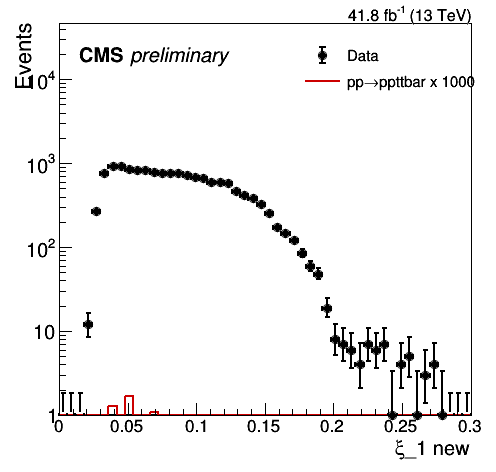 41.8 fb⁻¹ (13 TeV)
Events
CMS preliminary
Data
pp→ppttbar x 1000
10⁴
10³
10²
10
1
0 0.05 0.1 0.15 0.2 0.25 0.3
ξ_1 new